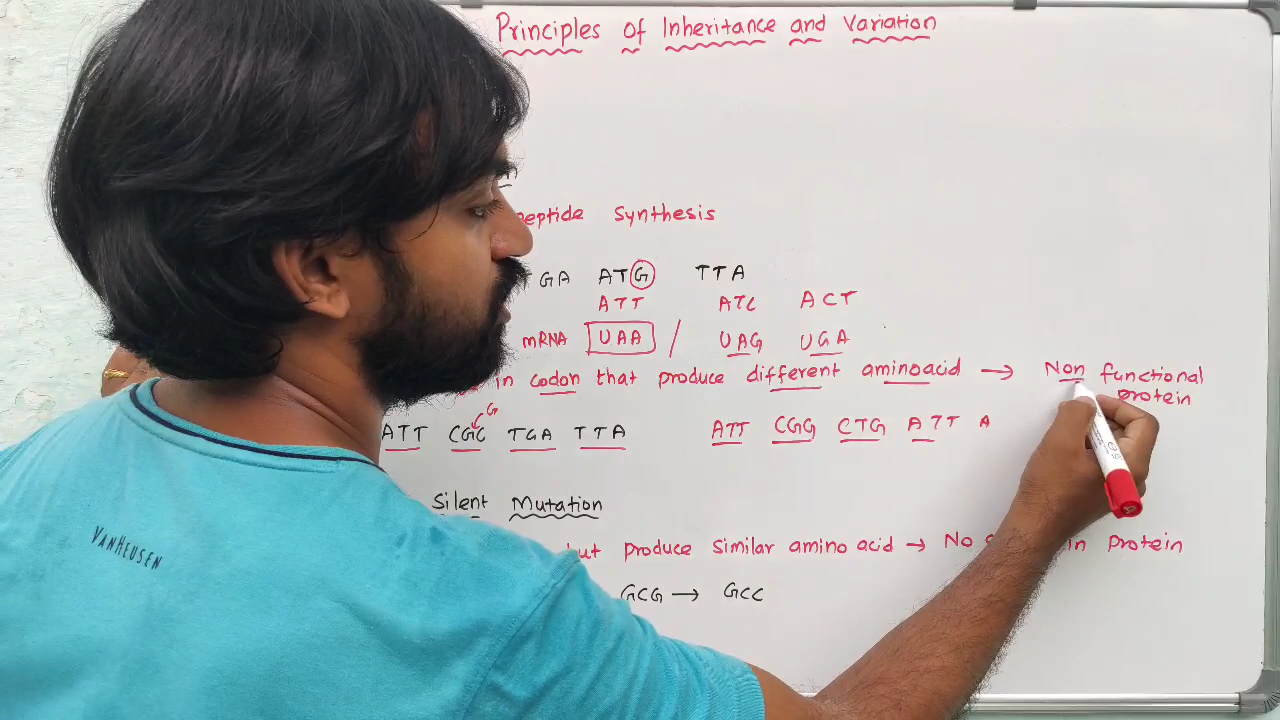 Principles of Inheritance and Variation
peptide synthesis
GA ATG TTA
ATT ATC ACT
mRNA UAA / UAG UGA
in codon that produce different aminoacid → Non functional protein
G
ATT CGC TGA TTA ATT CGG CTG ATT A
Silent Mutation
but produce similar amino acid → No in Protein
GCG → GCC
VANHEUSEN